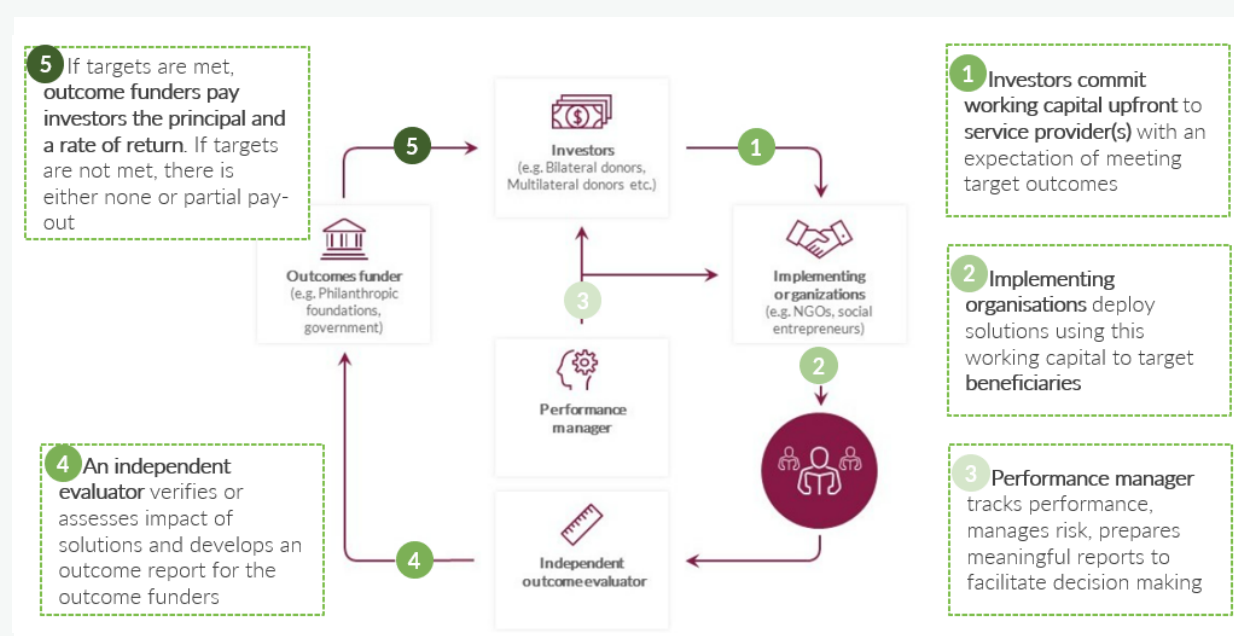 5 If targets are met,
outcome funders pay
investors the principal and
a rate of return. If targets
are not met, there is
either none or partial pay-
out
5
Investors
(e.g. Bilateral donors,
Multilateral donors etc.)
1
1 Investors commit
working capital upfront to
service provider(s) with an
expectation of meeting
target outcomes
Outcomes funder
(e.g. Philanthropic
foundations,
government)
3
Implementing
organizations
(e.g. NGOs, social
entrepreneurs)
2
2 Implementing
organisations deploy
solutions using this
working capital to target
beneficiaries
Performance
manager
4 An independent
evaluator verifies or
assesses impact of
solutions and develops an
outcome report for the
outcome funders
4
Independent
outcome evaluator
3 Performance manager
tracks performance,
manages risk, prepares
meaningful reports to
facilitate decision making